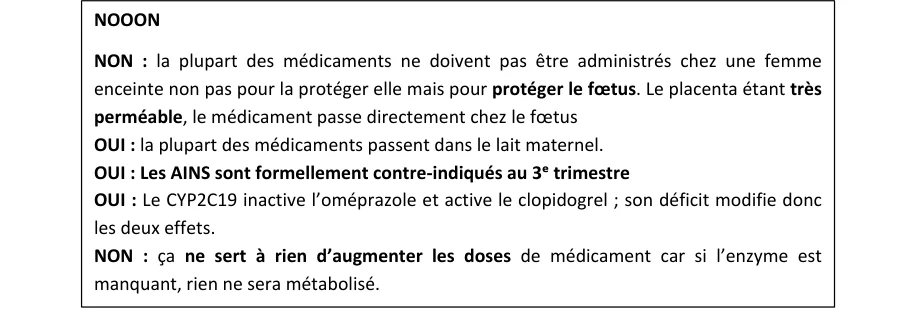 NOOON
NON : la plupart des médicaments ne doivent pas être administrés chez une femme
enceinte non pas pour la protéger elle mais pour protéger le fœtus. Le placenta étant très
perméable, le médicament passe directement chez le fœtus
OUI : la plupart des médicaments passent dans le lait maternel.
OUI : Les AINS sont formellement contre-indiqués au 3e trimestre
OUI : Le CYP2C19 inactive l’oméprazole et active le clopidogrel ; son déficit modifie donc
les deux effets.
NON : ça ne sert à rien d’augmenter les doses de médicament car si l’enzyme est
manquant, rien ne sera métabolisé.